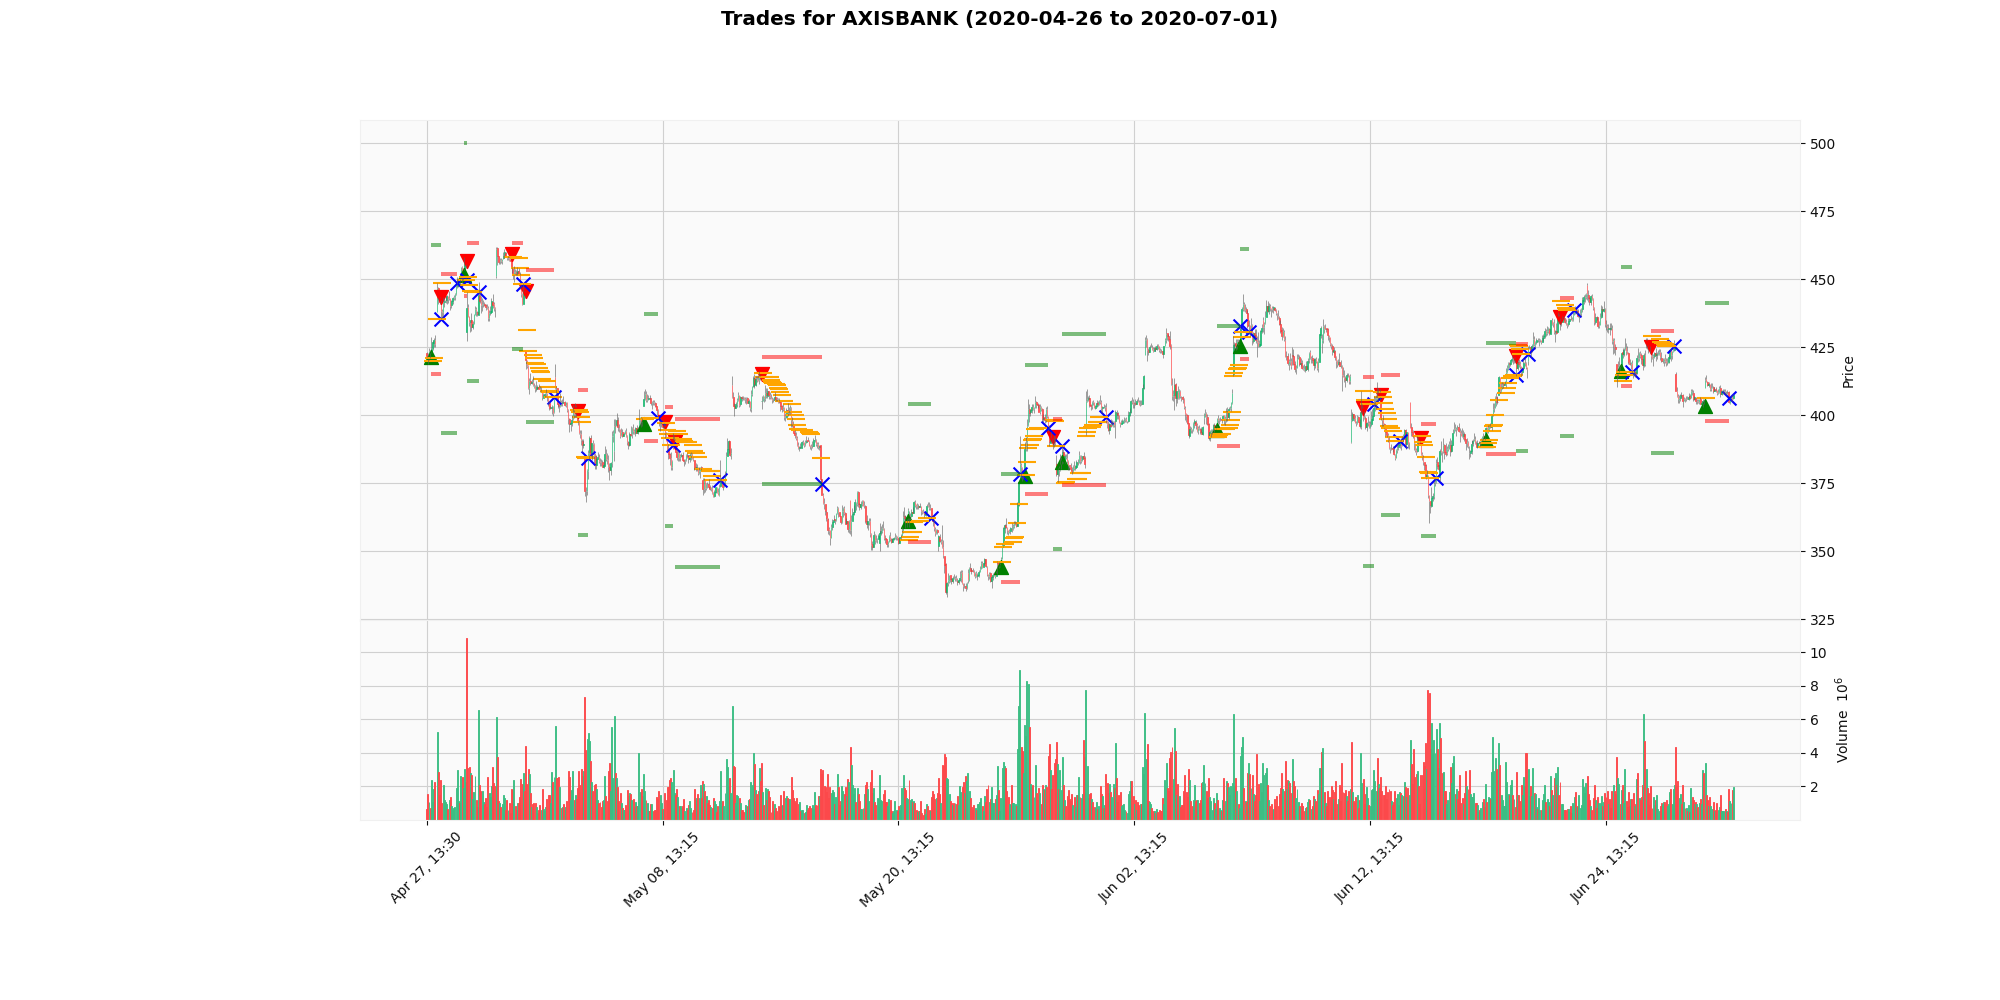 Trades for AXISBANK (2020-04-26 to 2020-07-01)
500
475
450
425
400
375
350
325
Price
10
8
6
4
2
Volume 10^6
Apr 27, 13:30
May 08, 13:15
May 20, 13:15
Jun 02, 13:15
Jun 12, 13:15
Jun 24, 13:15